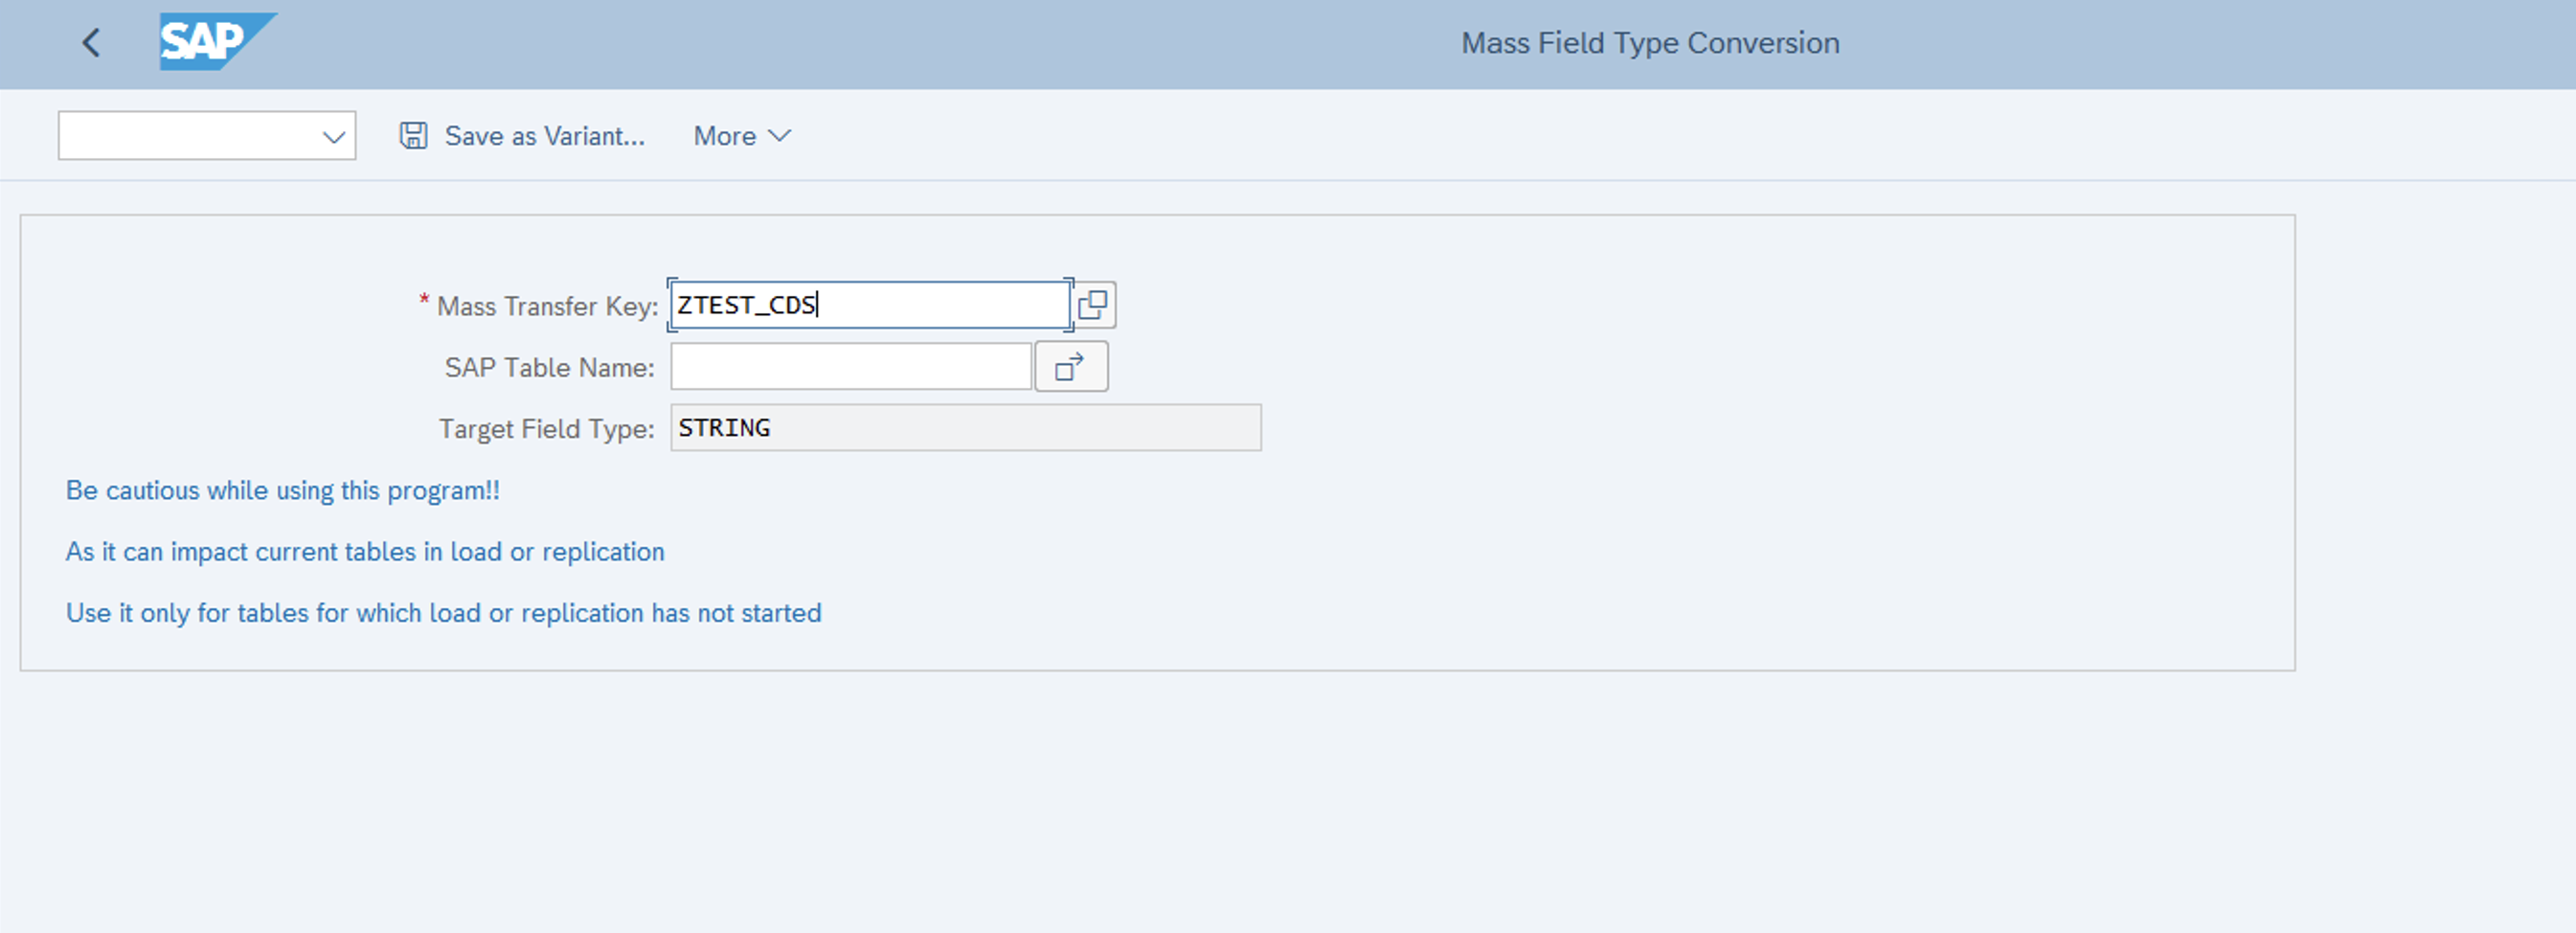 SAP
Mass Field Type Conversion
Save as Variant... More
* Mass Transfer Key: ZTEST_CDS
SAP Table Name:
Target Field Type: STRING
Be cautious while using this program!!
As it can impact current tables in load or replication
Use it only for tables for which load or replication has not started